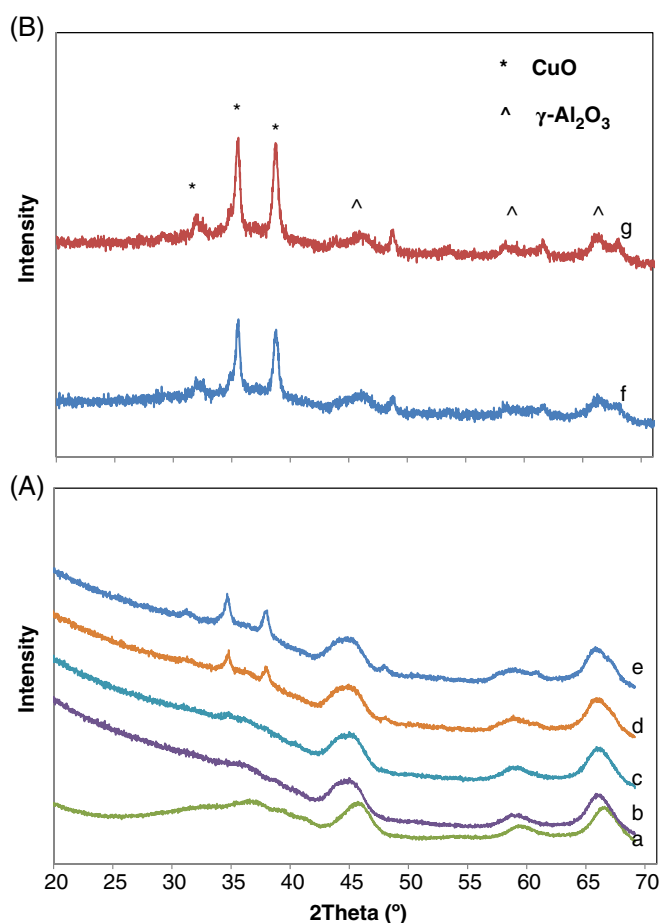 (B)
* CuO
^ γ-Al₂O₃
*
*
*
^
^
^
g
f
Intensity
(A)
e
d
c
b
a
Intensity
20 25 30 35 40 45 50 55 60 65 70
2Theta (º)